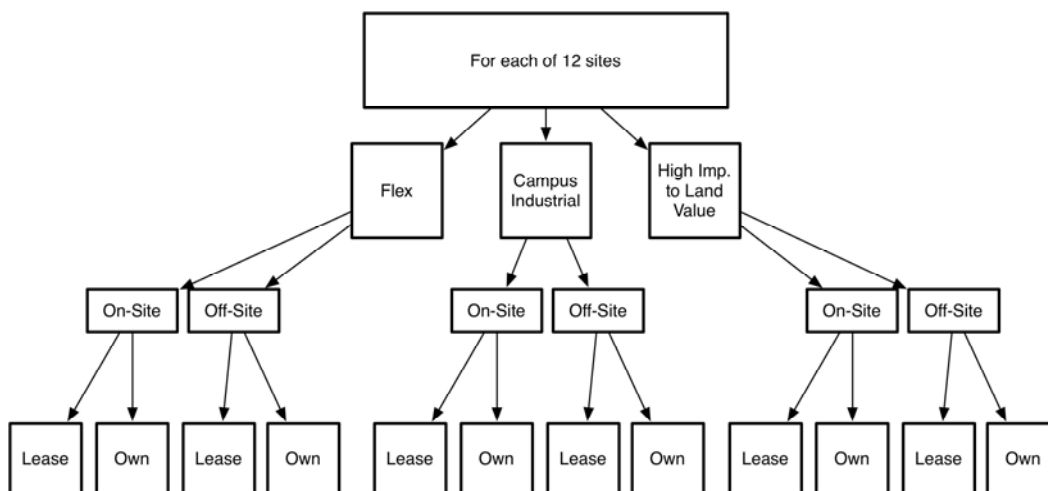 For each of 12 sites
Flex
Campus
Industrial
High Imp.
to Land
Value
On-Site
Off-Site
On-Site
Off-Site
On-Site
Off-Site
Lease
Own
Lease
Own
Lease
Own
Lease
Own
Lease
Own
Lease
Own